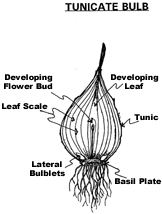 TUNICATE BULB
Developing
Flower Bud
Developing
Leaf
Leaf Scale
Tunic
Lateral
Bulblets
Basil Plate